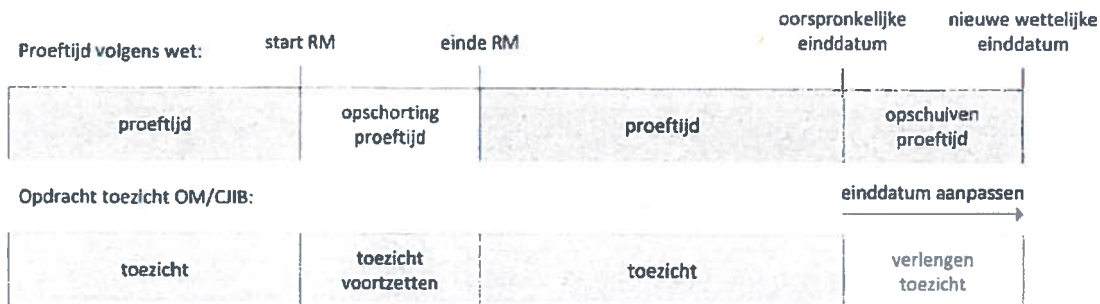 oorspronkelijke nieuwe wettelijke
Proeftijd volgens wet: start RM einde RM einddatum einddatum
proeftijd opschorting proeftijd proeftijd opschuiven proeftijd
Opdracht toezicht OM/CJIB: einddatum aanpassen
toezicht toezicht voortzetten toezicht verlengen toezicht